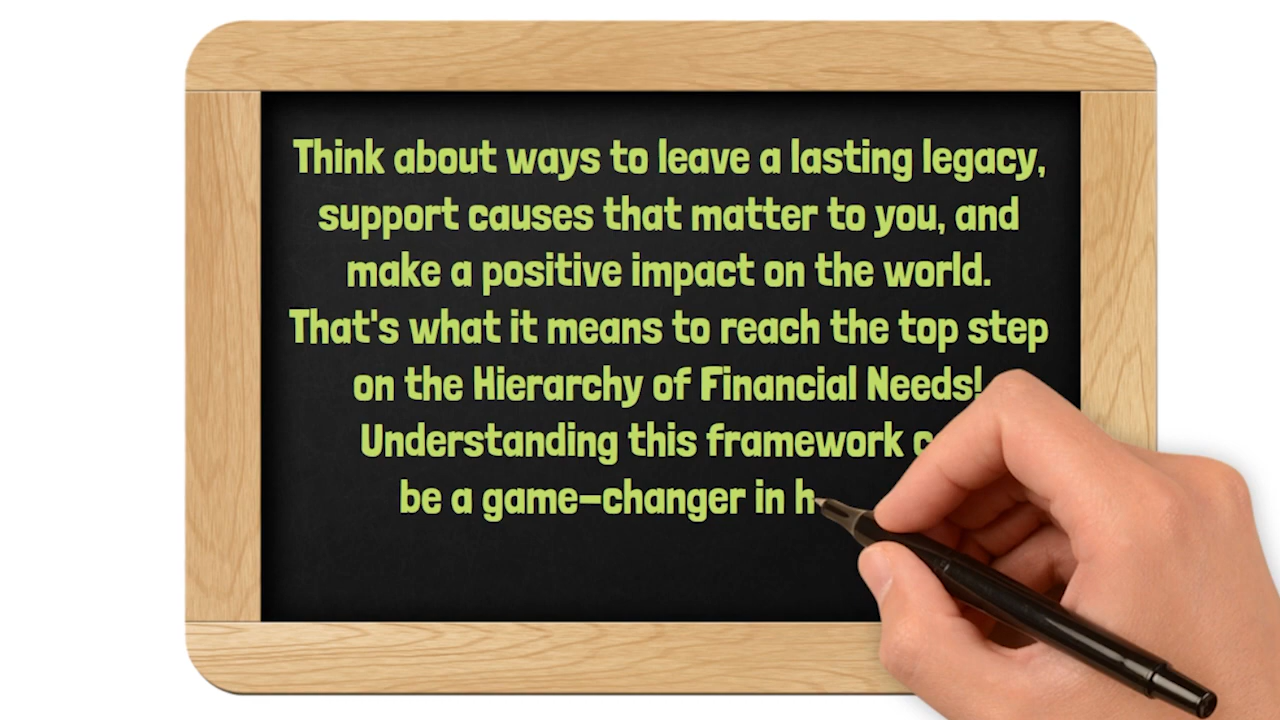 Think about ways to leave a lasting legacy,
support causes that matter to you, and
make a positive impact on the world.
That's what it means to reach the top step
on the Hierarchy of Financial Needs!
Understanding this framework
be a game-changer in